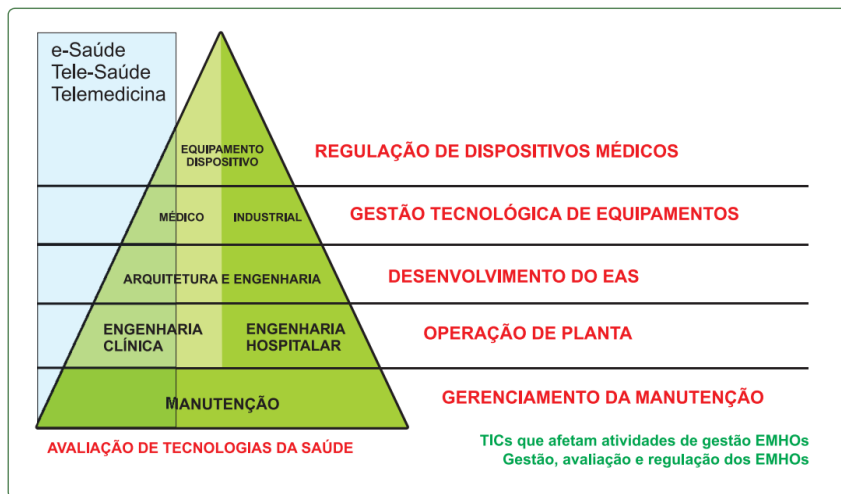 e-Saúde
Tele-Saúde
Telemedicina
EQUIPAMENTO
DISPOSITIVO
REGULAÇÃO DE DISPOSITIVOS MÉDICOS
MÉDICO
INDUSTRIAL
GESTÃO TECNOLÓGICA DE EQUIPAMENTOS
ARQUITETURA E ENGENHARIA
DESENVOLVIMENTO DO EAS
ENGENHARIA
CLÍNICA
ENGENHARIA
HOSPITALAR
OPERAÇÃO DE PLANTA
MANUTENÇÃO
GERENCIAMENTO DA MANUTENÇÃO
AVALIAÇÃO DE TECNOLOGIAS DA SAÚDE
TICs que afetam atividades de gestão EMHOs
Gestão, avaliação e regulação dos EMHOs